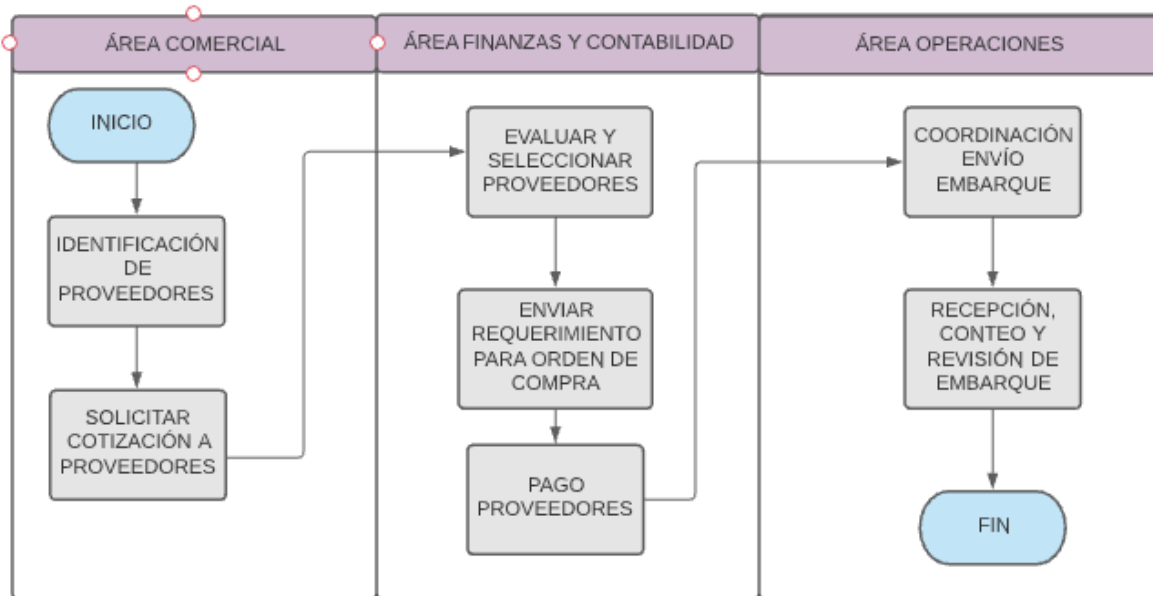 ÁREA COMERCIAL
ÁREA FINANZAS Y CONTABILIDAD
ÁREA OPERACIONES
INICIO
IDENTIFICACIÓN
DE
PROVEEDORES
SOLICITAR
COTIZACIÓN A
PROVEEDORES
EVALUAR Y
SELECCIONAR
PROVEEDORES
ENVIAR
REQUERIMIENTO
PARA ORDEN DE
COMPRA
PAGO
PROVEEDORES
COORDINACIÓN
ENVÍO
EMBARQUE
RECEPCIÓN,
CONTEO Y
REVISIÓN DE
EMBARQUE
FIN